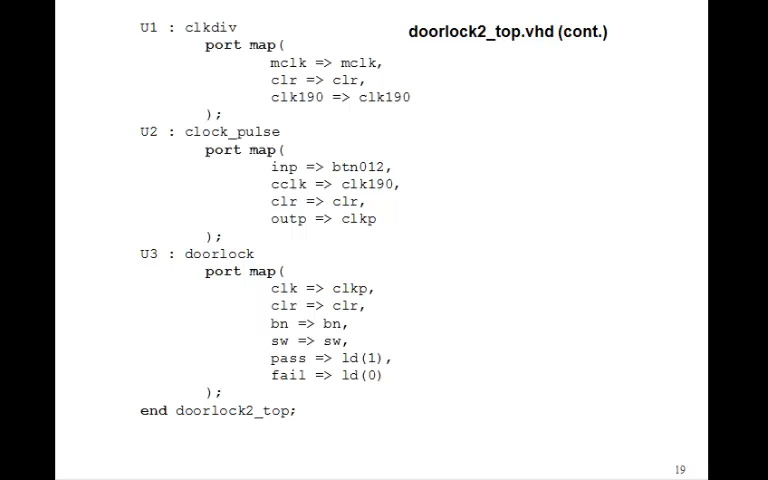 doorlock2_top.vhd (cont.)
U1 : clkdiv
port map(
mclk => mclk,
clr => clr,
clk190 => clk190
);
U2 : clock_pulse
port map(
inp => btn012,
cclk => clk190,
clr => clr,
outp => clkp
);
U3 : doorlock
port map(
clk => clkp,
clr => clr,
bn => bn,
sw => sw,
pass => ld(1),
fail => ld(0)
);
end doorlock2_top;
19